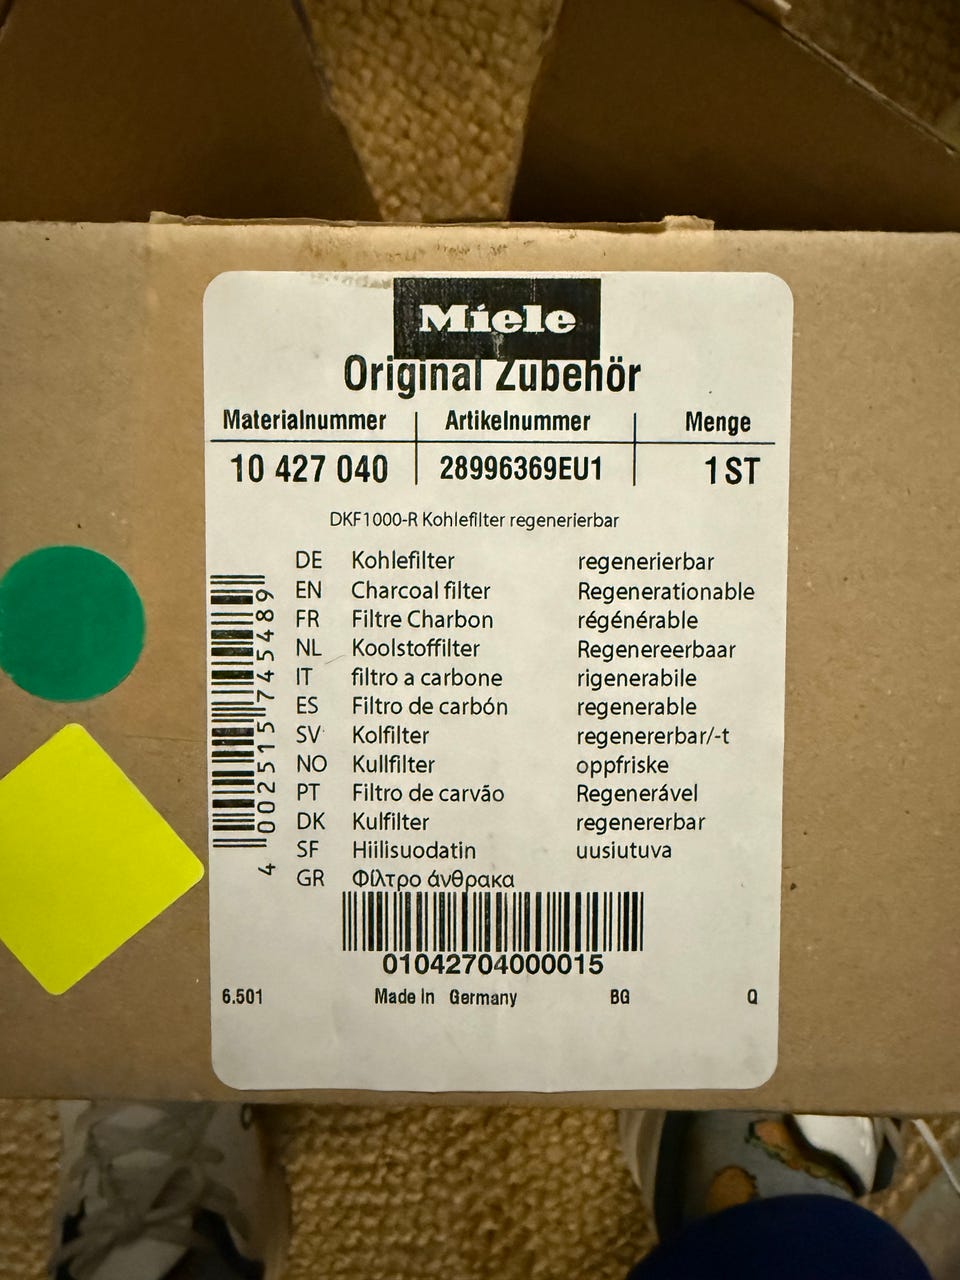 Miele
Original Zubehör
Materialnummer Artikelnummer Menge
10 427 040 28996369EU1 1 ST
DKF1000-R Kohlefilter regenerierbar
DE Kohlefilter regenerierbar
EN Charcoal filter Regenerationable
FR Filtre Charbon régénérable
NL Koolstoffilter Regenereerbaar
IT filtro a carbone rigenerabile
ES Filtro de carbón regenerable
SV Kolfilter regenererbar/-t
NO Kullfilter oppfriske
PT Filtro de carvão Regenerável
DK Kulfilter regenererbar
SF Hiilisuodatin uusiutuva
GR Φίλτρο άνθρακα
4 002515 745489
01042704000015
6.501 Made In Germany BG Q